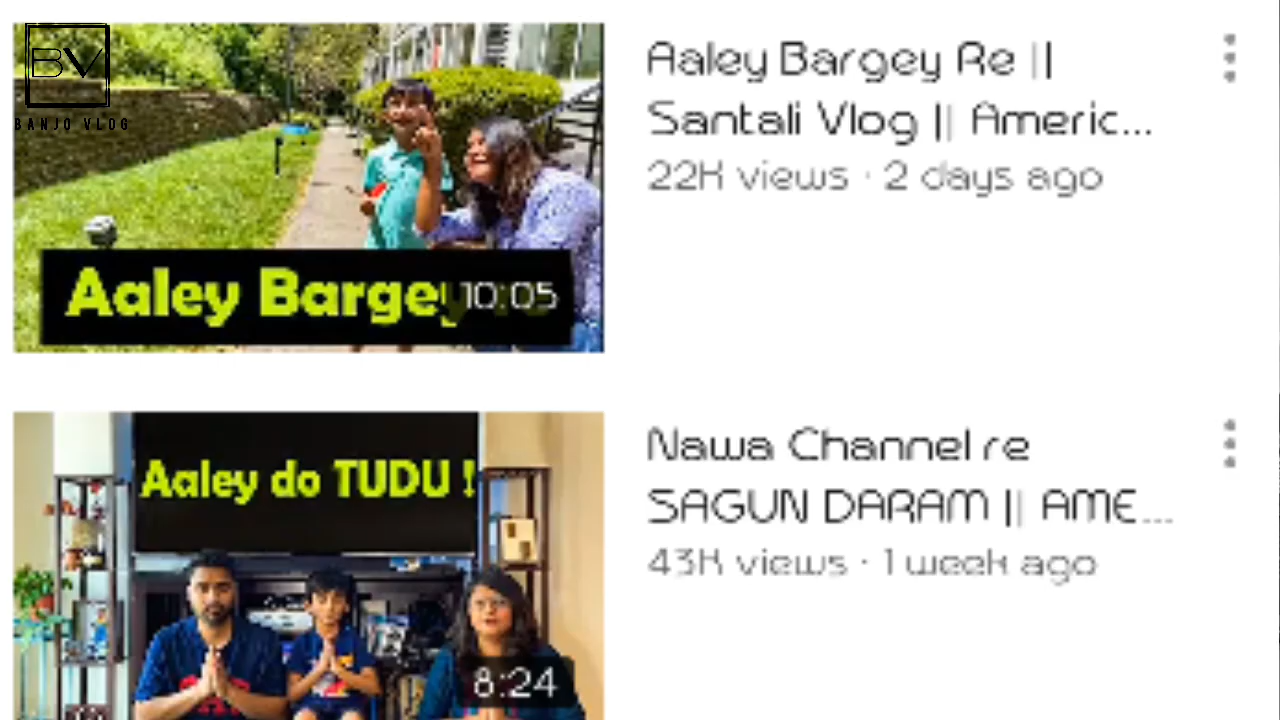 BV
BANJO VLOG
Aaley Barge
10:05
Aaley Bargey Re ||
Santali Vlog || Americ...
22K views · 2 days ago
Aaley do TUDU !
8:24
Nawa Channel re
SAGUN DARAM || AME...
43K views · 1 week ago